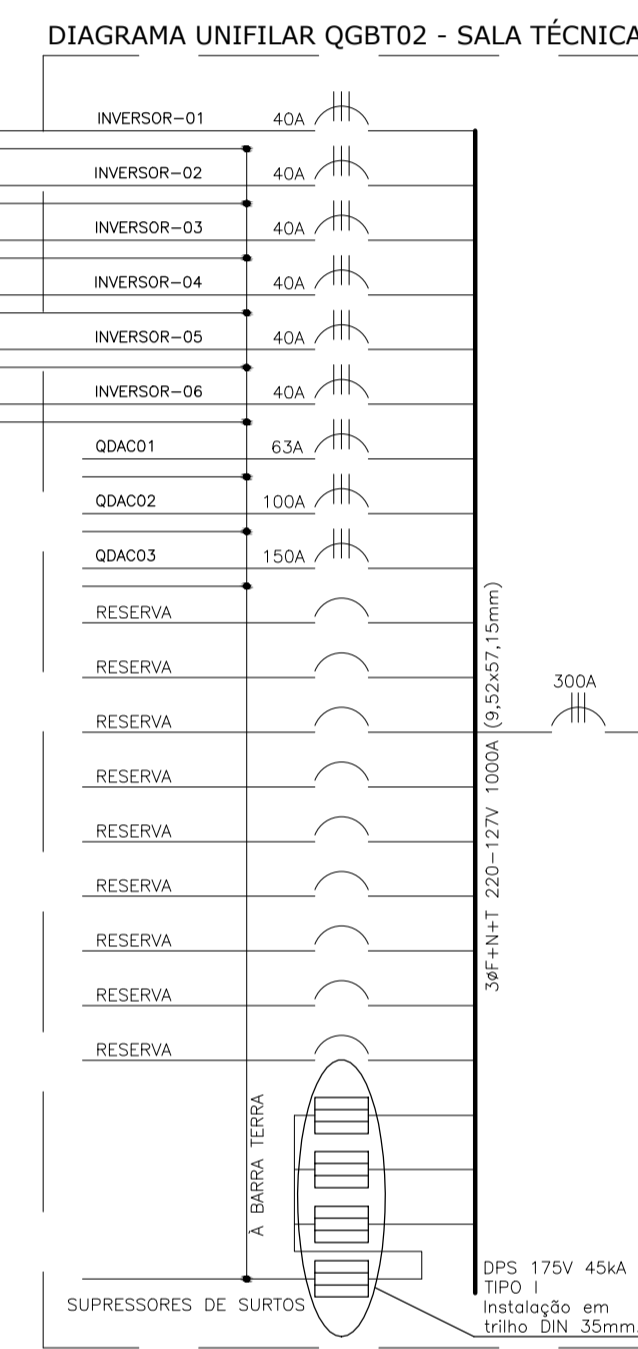 DIAGRAMA UNIFILAR QGBT02 - SALA TÉCNICA
INVERSOR-01 40A
INVERSOR-02 40A
INVERSOR-03 40A
INVERSOR-04 40A
INVERSOR-05 40A
INVERSOR-06 40A
QDAC01 63A
QDAC02 100A
QDAC03 150A
RESERVA
RESERVA
RESERVA
RESERVA
RESERVA
RESERVA
RESERVA
RESERVA
RESERVA
3øF+N+T 220-127V 1000A (9,52x57,15mm)
300A
À BARRA TERRA
SUPRESSORES DE SURTOS
DPS 175V 45kA
TIPO I
Instalação em
trilho DIN 35mm.